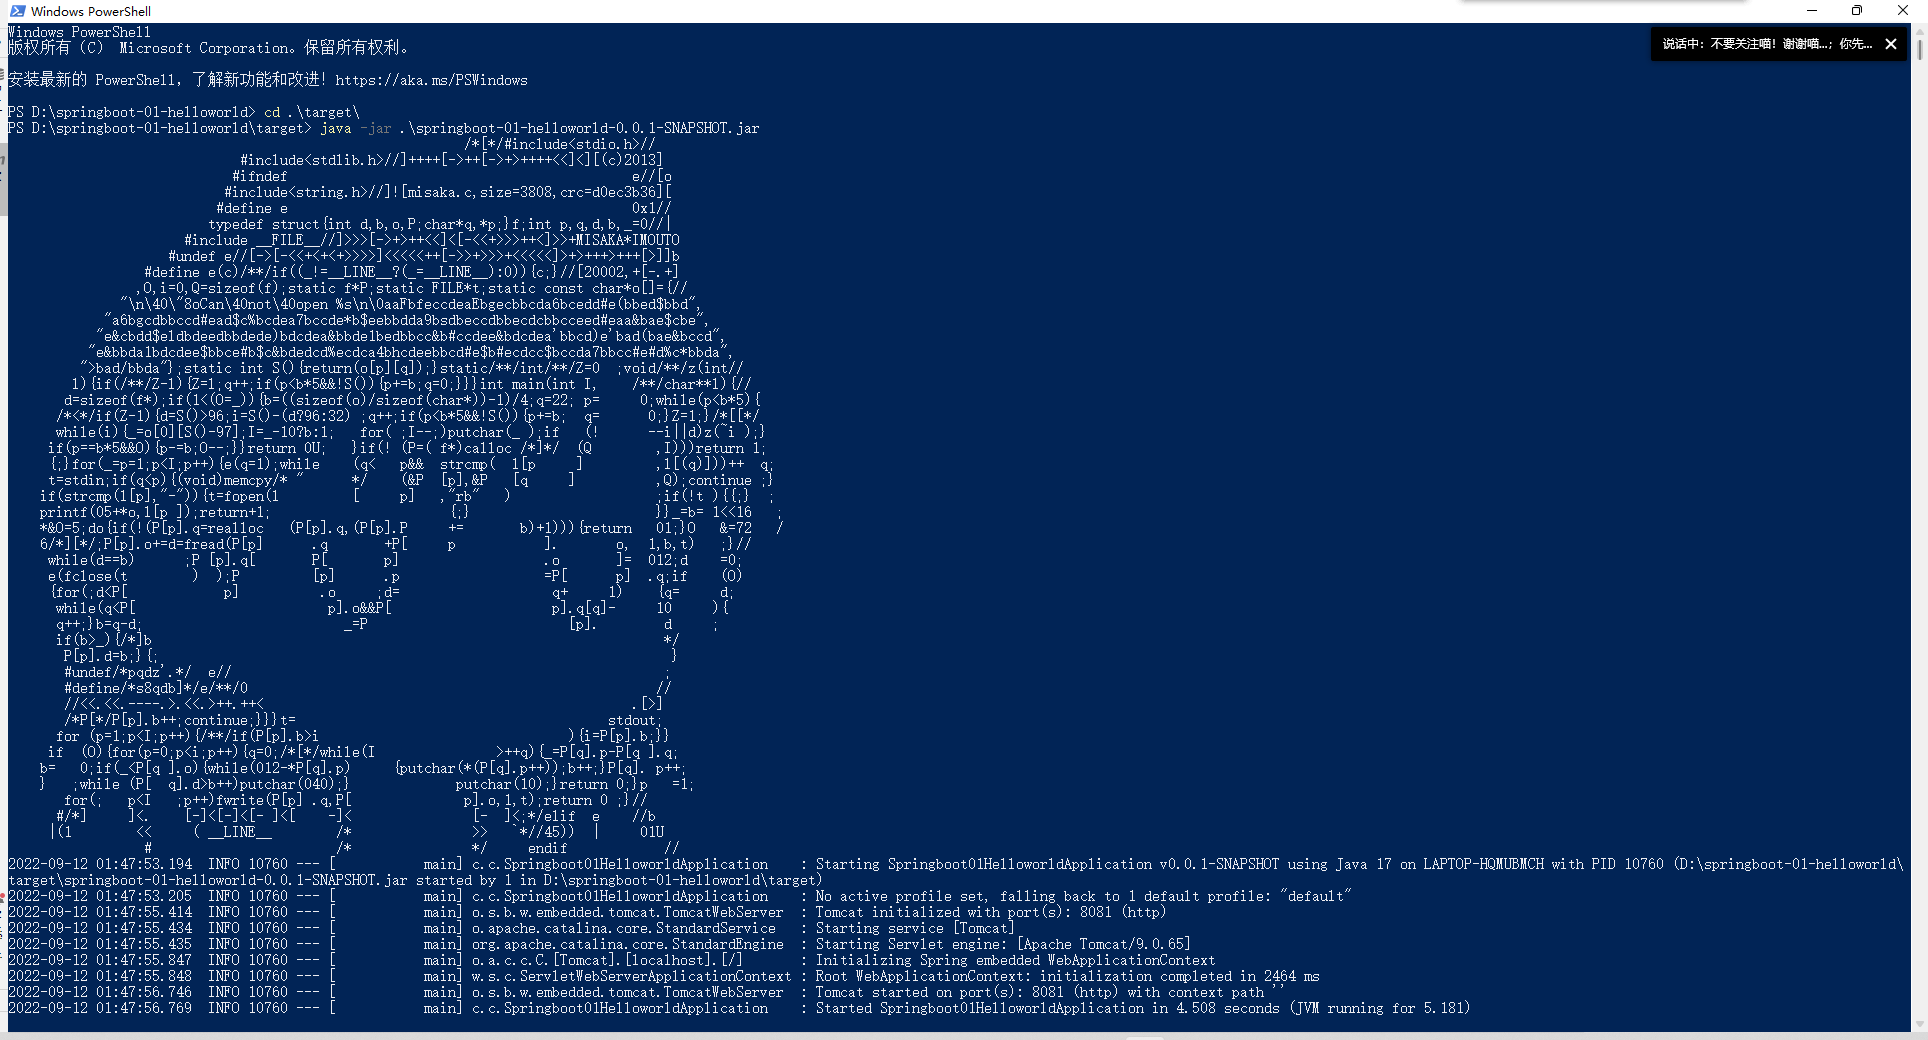 Windows PowerShell
Windows PowerShell
版权所有 (C)  Microsoft Corporation。保留所有权利。
说话中: 不要关注喵! 谢谢喵...; 你先...
安装最新的 PowerShell，了解新功能和改进！https://aka.ms/PSWindows
PS D:\springboot-01-helloworld> cd .\target\
PS D:\springboot-01-helloworld\target> java -jar .\springboot-01-helloworld-0.0.1-SNAPSHOT.jar
/*[*/#include<stdio.h>//
#include<stdlib.h>//]++++[->++[->+>++++<<]<][(c)2013]
#ifndef e//[o
#include<string.h>//]![misaka.c,size=3808,crc=d0ec3b36][
#define e 0x1//
typedef struct{int d,b,o,P;char*q,*p;}f;int p,q,d,b,_=0//|
#include __FILE__//]>>>[->+>++<<]<[-<<+>>>++<]>>+MISAKA*IMOUTO
#undef e//[->[-<<+<+<+>>>>]<<<<<++[->>+>>>+<<<<<]>+>+++>+++[>]]b
#define e(c)/**/if((_!=__LINE__?(_=__LINE__):0)){c;}//[20002,+[-.+]
,O,i=0,Q=sizeof(f);static f*P;static FILE*t;static const char*o[]={//
"\n\40\"8oCan\40not\40open %s\n\0aaFbfeccdeaEbgecbbcda6bcedd#e(bbed$bbd",
"a6bgcdbbccd#ead$c%bcdea7bccde*b$eebbdda9bsdbeccdbbecdcbbcceed#eaa&bae$cbe",
"e&cbdd$eldbdeedbbdede)bdcdea&bbde1bedbbcc&b#ccdee&bdcdea'bbcd)e'bad(bae&bccd",
"e&bbda1bdcdee$bbce#b$c&bdedcd%ecdca4bhcdeebbcd#e$b#ecdcc$bccda7bbcc#e#d%c*bbda",
">bad/bbda"};static int S(){return(o[p][q]);}static/**/int/**/Z=0  ;void/**/z(int//
l){if(/**/Z-1){Z=1;q++;if(p<b*5&&!S()){p+=b;q=0;}}}int main(int I,    /**/char**l){//
d=sizeof(f*);if(1<(O=_)){b=((sizeof(o)/sizeof(char*))-1)/4;q=22; p=     0;while(p<b*5){
/*<*/if(Z-1){d=S()>96;i=S()-(d?96:32) ;q++;if(p<b*5&&!S()){p+=b;  q=      0;}Z=1;}/*[[*/
while(i){_=o[0][S()-97];I=_-10?b:1;   for( ;I--;)putchar(_ );if   (!      --i||d)z(~i );}
if(p==b*5&&O){p-=b;O--;}}return 0U;   }if(! (P=( f*)calloc /*]*/  (Q        ,I)))return 1;
{;}for(_=p=1;p<I;p++){e(q=1);while    (q<   p&&  strcmp(  l[p     ]         ,l[(q)]))++  q;
t=stdin;if(q<p){(void)memcpy/* "      */    (&P  [p],&P   [q     ]          ,Q);continue ;}
if(strcmp(l[p],"-")){t=fopen(l         [     p]   ,"rb"   )                  ;if(!t ){{;}   ;
printf(05+*o,l[p ]);return+1;                       {;}                       }}_=b= 1<<16   ;
*&O=5;do{if(!(P[p].q=realloc   (P[p].q,(P[p].P     +=       b)+1))){return   01;}O   &=72   /
6/*][*/;P[p].o+=d=fread(P[p]      .q       +P[     p           ].        o,  1,b,t)   ;}//
while(d==b)      ;P [p].q[       P[       p]                  .o       ]=  012;d    =0;
e(fclose(t        )  );P         [p]      .p                  =P[      p]  .q;if    (O)
{for(;d<P[            p]          .o     ;d=                   q+     1)    {q=     d;
while(q<P[                        p].o&&P[                    p].q[q]-     10     ){
q++;}b=q-d;                          _=P                         [p].        d     ;
if(b>_){/*]b                                                                 */
P[p].d=b;}{;                                                                 }
#undef/*pqdz'.*/  e//                                                       ;
#define/*s8qdb]*/e/**/0                                                    //
//<<.<<.----.>.<<.>++.++<                                              .[>]
/*P[*/P[p].b++;continue;}}}t=                                       stdout;
for (p=1;p<I;p++){/**/if(P[p].b>i                               ){i=P[p].b;}}
if  (O){for(p=0;p<i;p++){q=0;/*[*/while(I               >++q){_=P[q].p-P[q ].q;
b=   0;if(_<P[q ].o){while(012-*P[q].p)     {putchar(*(P[q].p++));b++;}P[q]. p++;
}   ;while (P[  q].d>b++)putchar(040);}             putchar(10);}return 0;}p   =1;
for(;   p<I   ;p++)fwrite(P[p] .q,P[              p].o,1,t);return 0 ;}//
#/*]     ]<.    [-]<[-]<[- ]<[    -]<               [-  ]<;*/elif  e    //b
|(1        <<     ( __LINE__        /*               >>   `*//45))  |     01U
#                       /*               */     endif            //
2022-09-12 01:47:53.194  INFO 10760 --- [           main] c.c.Springboot01HelloworldApplication    : Starting Springboot01HelloworldApplication v0.0.1-SNAPSHOT using Java 17 on LAPTOP-HQMUBMCH with PID 10760 (D:\springboot-01-helloworld\
target\springboot-01-helloworld-0.0.1-SNAPSHOT.jar started by 1 in D:\springboot-01-helloworld\target)
2022-09-12 01:47:53.205  INFO 10760 --- [           main] c.c.Springboot01HelloworldApplication    : No active profile set, falling back to 1 default profile: "default"
2022-09-12 01:47:55.414  INFO 10760 --- [           main] o.s.b.w.embedded.tomcat.TomcatWebServer  : Tomcat initialized with port(s): 8081 (http)
2022-09-12 01:47:55.434  INFO 10760 --- [           main] o.apache.catalina.core.StandardService   : Starting service [Tomcat]
2022-09-12 01:47:55.435  INFO 10760 --- [           main] org.apache.catalina.core.StandardEngine  : Starting Servlet engine: [Apache Tomcat/9.0.65]
2022-09-12 01:47:55.847  INFO 10760 --- [           main] o.a.c.c.C.[Tomcat].[localhost].[/]       : Initializing Spring embedded WebApplicationContext
2022-09-12 01:47:55.848  INFO 10760 --- [           main] w.s.c.ServletWebServerApplicationContext : Root WebApplicationContext: initialization completed in 2464 ms
2022-09-12 01:47:56.746  INFO 10760 --- [           main] o.s.b.w.embedded.tomcat.TomcatWebServer  : Tomcat started on port(s): 8081 (http) with context path ''
2022-09-12 01:47:56.769  INFO 10760 --- [           main] c.c.Springboot01HelloworldApplication    : Started Springboot01HelloworldApplication in 4.508 seconds (JVM running for 5.181)